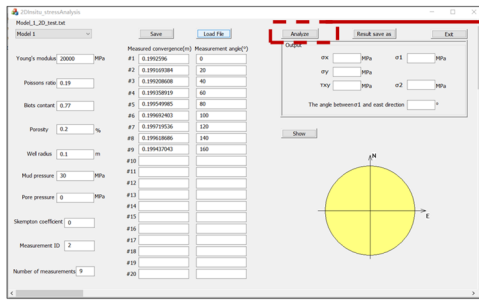 2DInsitu_stressAnalysis
Model_1_2D_test.txt
Model 1
Save
Load File
Analyze
Result save as
Exit
Measured convergence(m) Measurement angle(º)
Output
Young's modulus 20000 MPa
Possons ratio 0.19
Biots contant 0.77
Porosity 0.2 %
Well radius 0.1 m
Mud pressure 30 MPa
Pore pressure 0 MPa
Skempton coefficient 0
Measurement ID 2
Number of measurements 9
#1 0.1992596 0
#2 0.199169384 20
#3 0.199208608 40
#4 0.199358919 60
#5 0.199549985 80
#6 0.199692403 100
#7 0.199719536 120
#8 0.199618686 140
#9 0.199437043 160
#10
#11
#12
#13
#14
#15
#16
#17
#18
#19
#20
σx MPa σ1 MPa
σy MPa
τxy MPa σ2 MPa
The angle betweenσ1 and east direction º
Show
N
E